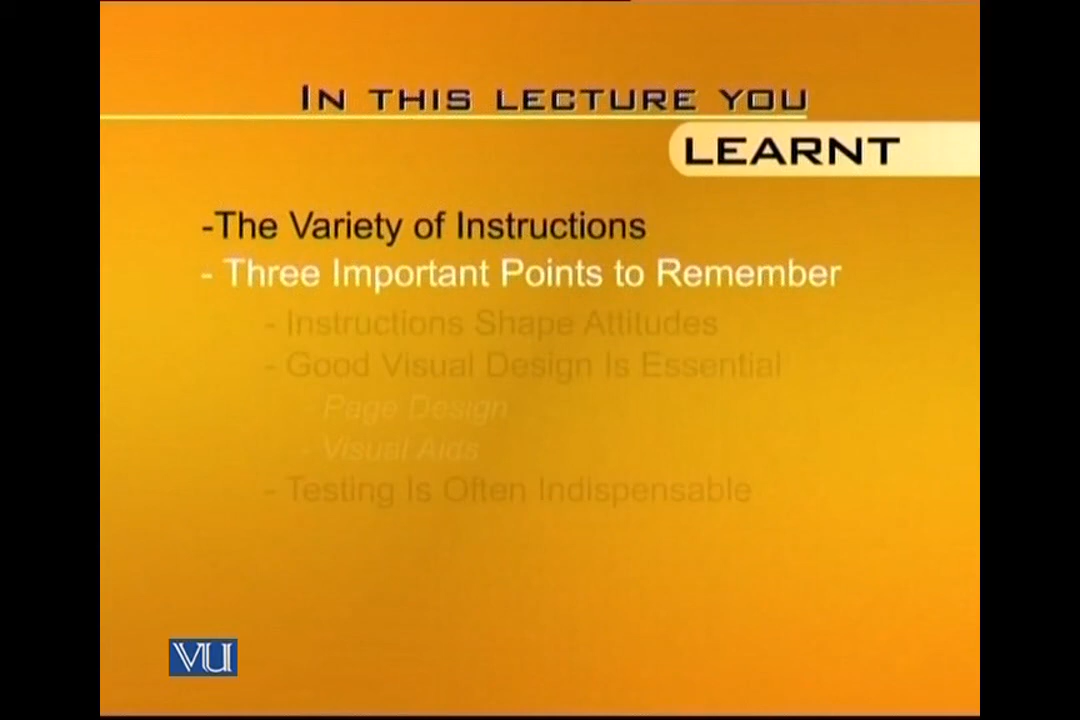 IN THIS LECTURE YOU
LEARNT
-The Variety of Instructions
- Three Important Points to Remember
- Instructions Shape Attitudes
- Good Visual Design Is Essential
- Page Design
- Visual Aids
- Testing Is Often Indispensable
VU